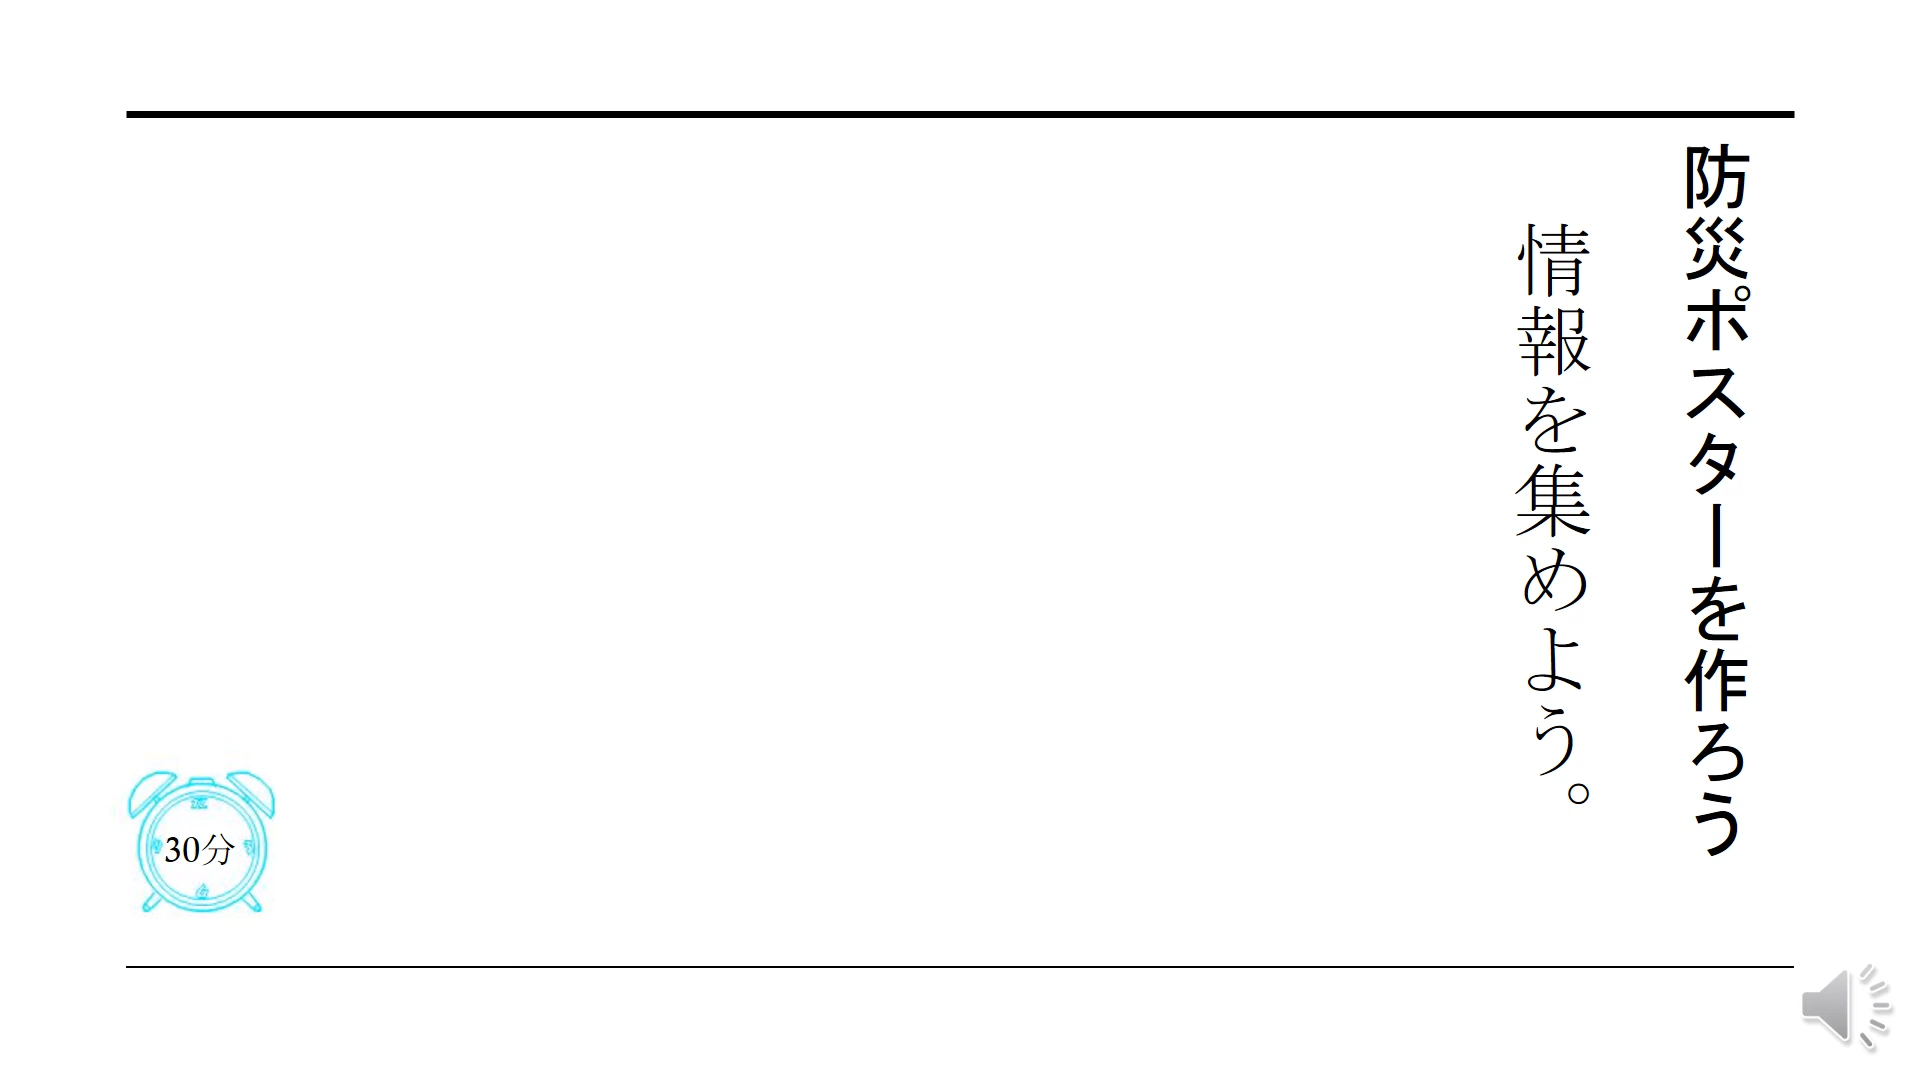 防災ポスターを作ろう
情報を集めよう。
30分